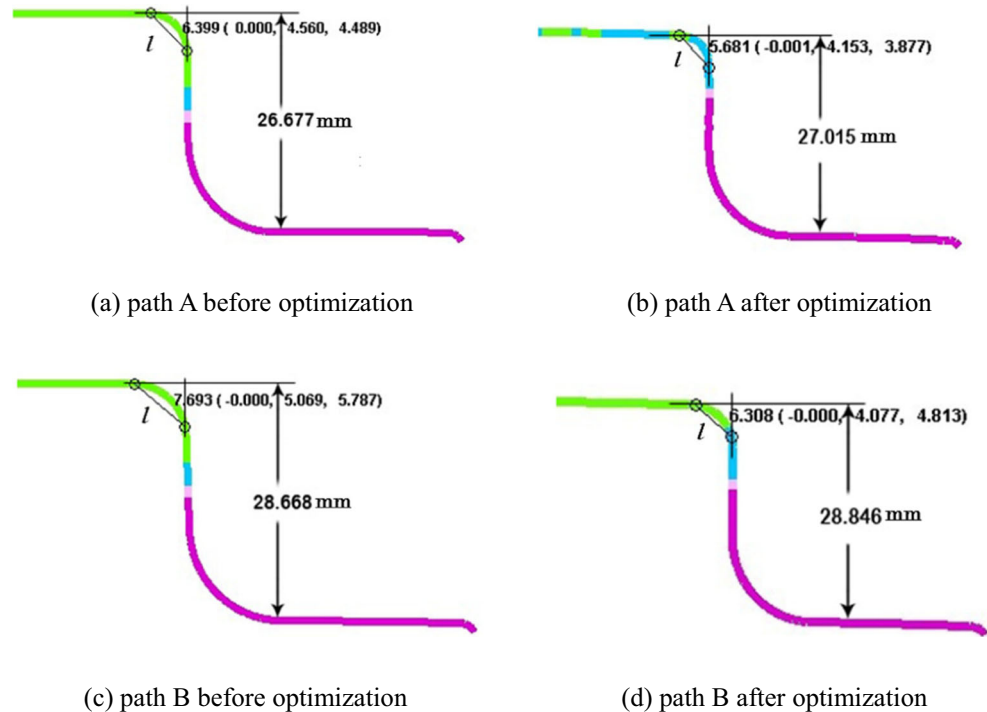 6.399 ( 0.000, 4.560, 4.489)
l
26.677 mm
(a) path A before optimization
5.681 (-0.001, 4.153, 3.877)
l
27.015 mm
(b) path A after optimization
7.693 ( -0.000, 5.069, 5.787)
l
28.668 mm
(c) path B before optimization
6.308 ( -0.000, 4.077, 4.813)
l
28.846 mm
(d) path B after optimization